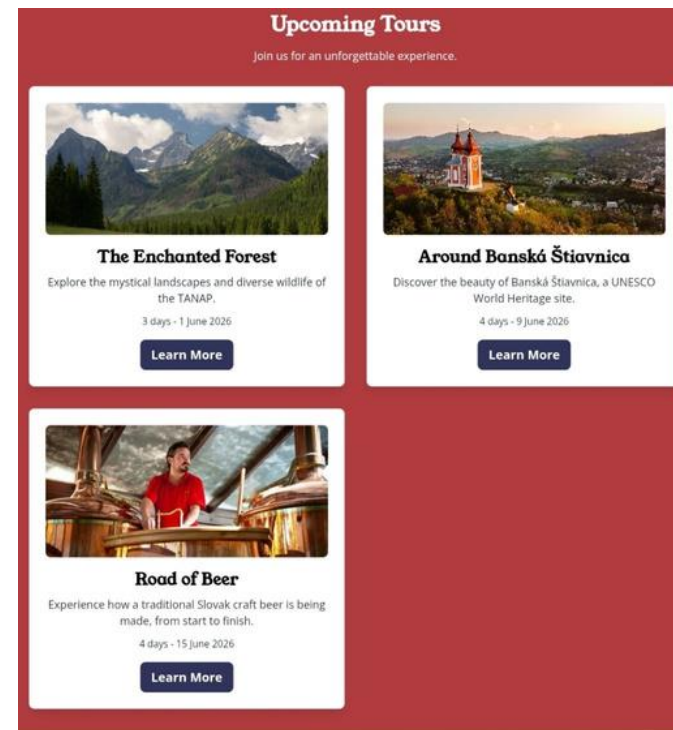 Upcoming Tours
Join us for an unforgettable experience.
The Enchanted Forest
Explore the mystical landscapes and diverse wildlife of
the TANAP.
3 days - 1 June 2026
Learn More
Around Banská Štiavnica
Discover the beauty of Banská Štiavnica, a UNESCO
World Heritage site.
4 days - 9 June 2026
Learn More
Road of Beer
Experience how a traditional Slovak craft beer is being
made, from start to finish.
4 days - 15 June 2026
Learn More